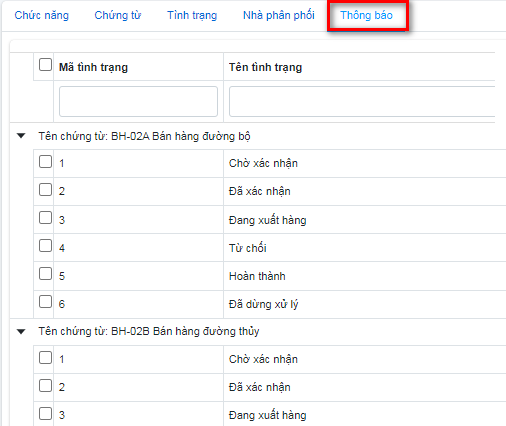 Chức năng Chứng từ Tình trạng Nhà phân phối Thông báo
Mã tình trạng Tên tình trạng
Tên chứng từ: BH-02A Bán hàng đường bộ
1 Chờ xác nhận
2 Đã xác nhận
3 Đang xuất hàng
4 Từ chối
5 Hoàn thành
6 Đã dừng xử lý
Tên chứng từ: BH-02B Bán hàng đường thủy
1 Chờ xác nhận
2 Đã xác nhận
3 Đang xuất hàng